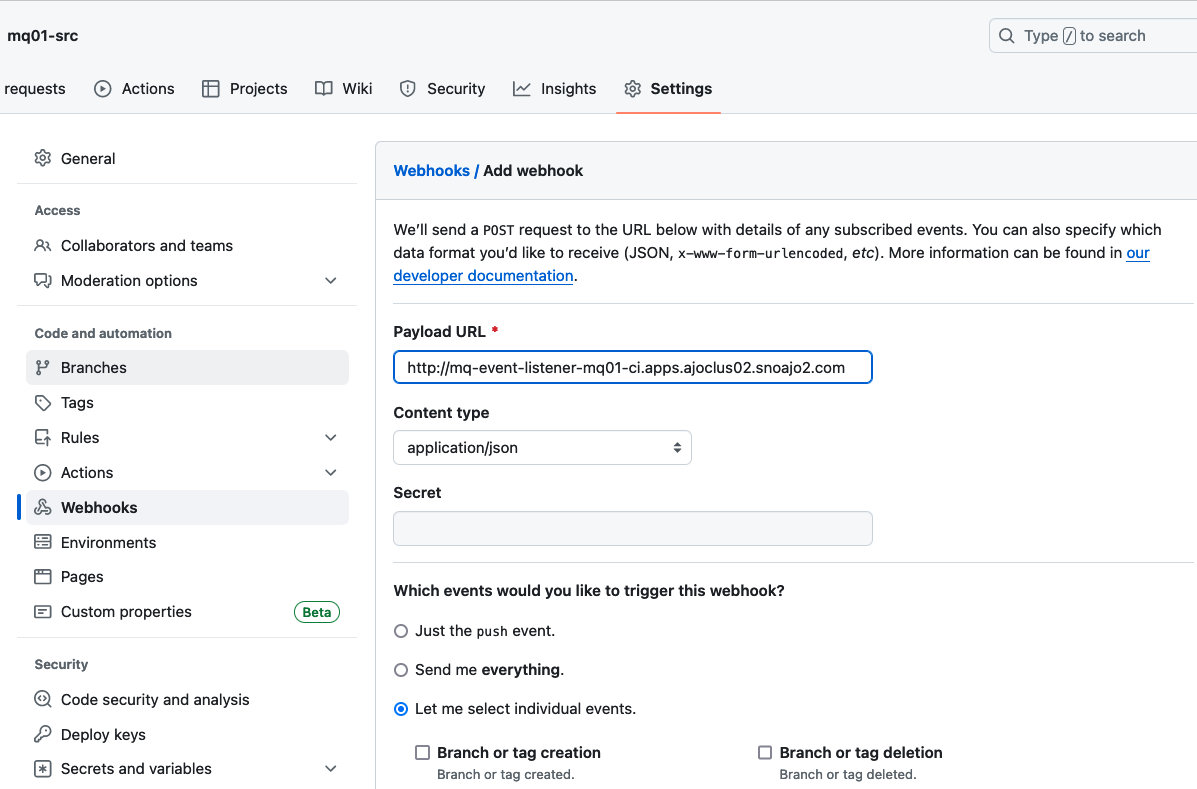 mq01-src
Type / to search
requests
Actions
Projects
Wiki
Security
Insights
Settings
General
Access
Collaborators and teams
Moderation options
Code and automation
Branches
Tags
Rules
Actions
Webhooks
Environments
Pages
Custom properties
Beta
Security
Code security and analysis
Deploy keys
Secrets and variables
Webhooks / Add webhook
We’ll send a POST request to the URL below with details of any subscribed events. You can also specify which
data format you’d like to receive (JSON, x-www-form-urlencoded, etc). More information can be found in our
developer documentation.
Payload URL *
http://mq-event-listener-mq01-ci.apps.ajoclus02.snoajo2.com
Content type
application/json
Secret
Which events would you like to trigger this webhook?
Just the push event.
Send me everything.
Let me select individual events.
Branch or tag creation
Branch or tag created.
Branch or tag deletion
Branch or tag deleted.